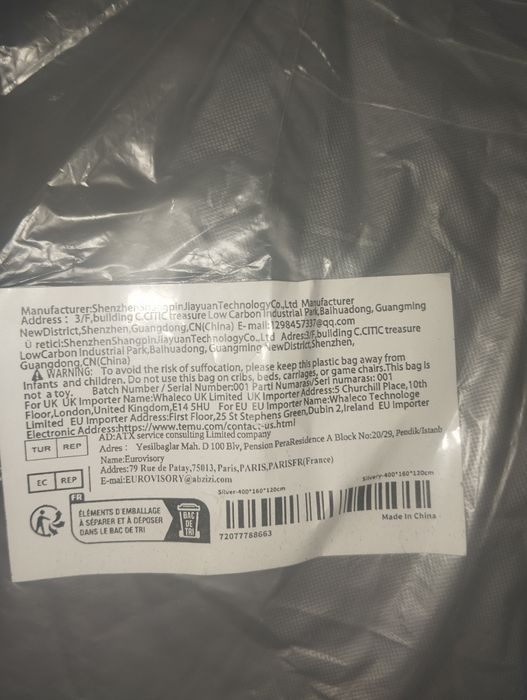 Manufacturer:ShenzhenShangpinJiayuanTechnologyCo.,Ltd Manufacturer
Address: 3/F,building C.CITIC treasure Low Carbon Industrial Park,Baihuadong, Guangming
NewDistrict,Shenzhen,Guangdong,CN(China) E-mail:1298457337@qq.com
Ü retici:ShenzhenShangpinJiayuanTechnologyCo.,Ltd Adres:3/F,building C.CITIC treasure
LowCarbon Industrial Park,Baihuadong, Guangming NewDistrict,Shenzhen,
Guangdong,CN(China)
WARNING: To avoid the risk of suffocation, please keep this plastic bag away from
Infants and children. Do not use this bag on cribs, beds, carriages, or game chairs.This bag is
not a toy. Batch Number / Serial Number:001 Parti Numaras/Seri numaras: 001
For UK UK Importer Name:Whaleco UK Limited UK Importer Address:5 Churchill Place,10th
Floor,London,United Kingdom,E14 5HU For EU EU Importer Name:Whaleco Technologe
Limited EU Importer Address:First Floor,25 St Stephens Green,Dublin 2,Ireland EU Importer
Electronic Address:https://www.temu.com/contact-us.html
TUR REP
AD:ATX service consulting Limited company
Adres: Yesilbaglar Mah. D 100 Blv, Pension PeraResidence A Block No:20/29, Pendik/Istanb
EC REP
Name:Eurovisory
Address:79 Rue de Patay,75013, Paris,PARIS,PARISFR(France)
E-mai:EUROVISORY@abzizi.com
FR
ÉLÉMENTS D'EMBALLAGE
À SÉPARER ET À DÉPOSER
DANS LE BAC DE TRI
BAC
DE
TRI
Silver-400*160*120cm
Silvery-400*160*120cm
72077788663
Made In China